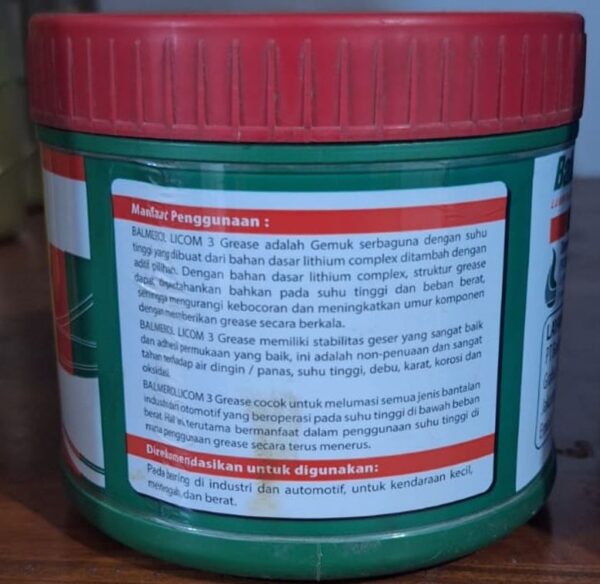 Manfaat Penggunaan :
BALMEROL LICOM 3 Grease adalah Gemuk serbaguna dengan suhu
tinggi yang dibuat dari bahan dasar lithium complex ditambah dengan
aditif pilihan. Dengan bahan dasar lithium complex, struktur grease
dapat dipertahankan bahkan pada suhu tinggi dan beban berat,
sehingga mengurangi kebocoran dan meningkatkan umur komponen
dengan memberikan grease secara berkala.
BALMEROL LICOM 3 Grease memiliki stabilitas geser yang sangat baik
dan adhesi permukaan yang baik, ini adalah non-penuaan dan sangat
tahan terhadap air dingin / panas, suhu tinggi, debu, karat, korosi dan
oksidasi.
BALMEROL LICOM 3 Grease cocok untuk melumasi semua jenis bantalan
industri dan otomotif yang beroperasi pada suhu tinggi di bawah beban
berat. Hal ini terutama bermanfaat dalam penggunaan suhu tinggi di
mana penggunaan grease secara terus menerus.
Direkomendasikan untuk digunakan:
Pada bering di industri dan automotif, untuk kendaraan kecil,
menegah, dan berat.